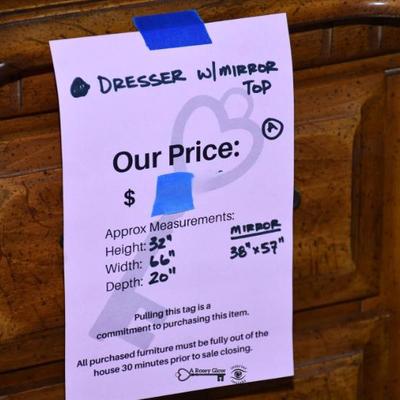 DRESSER W/MIRROR
TOP
A
Our Price:
$
Approx Measurements:
Height: 32"
Width: 66"
Depth: 20"
MIRROR
38" x 57"
Pulling this tag is a
commitment to purchasing this item.
All purchased furniture must be fully out of the
house 30 minutes prior to sale closing.
A Rosey Glow